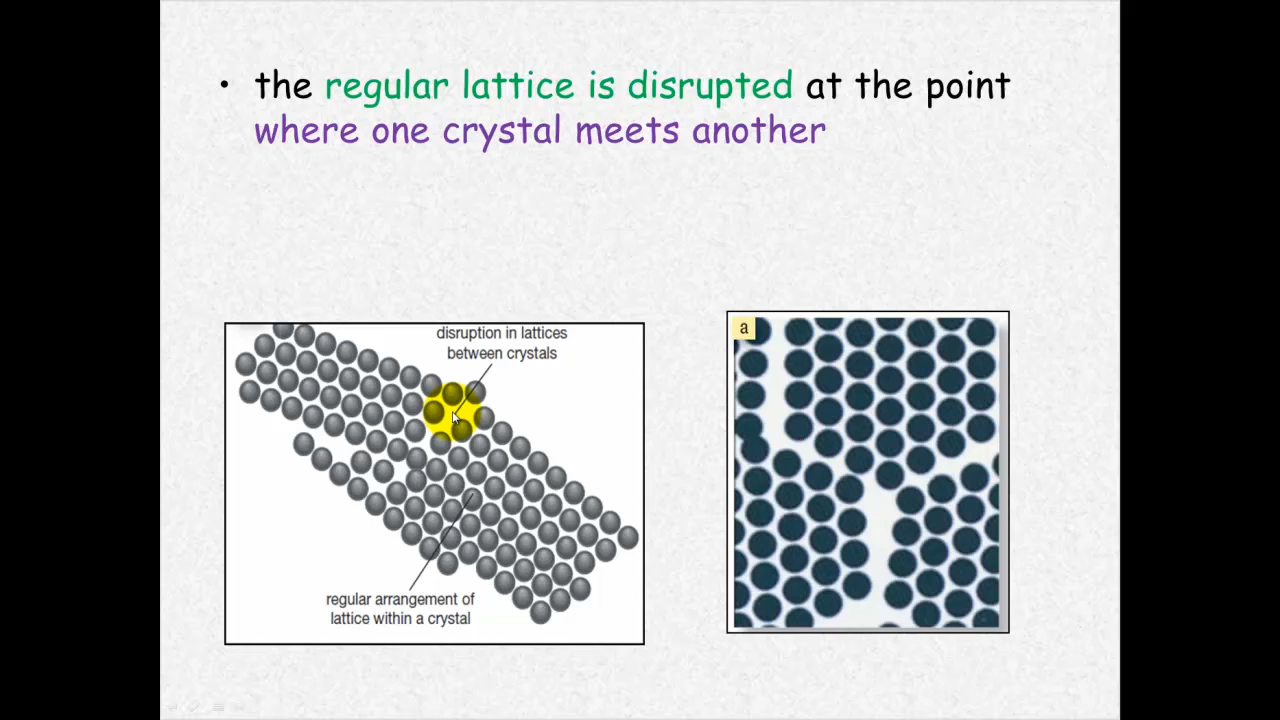 • the regular lattice is disrupted at the point
where one crystal meets another
disruption in lattices
between crystals
regular arrangement of
lattice within a crystal
a